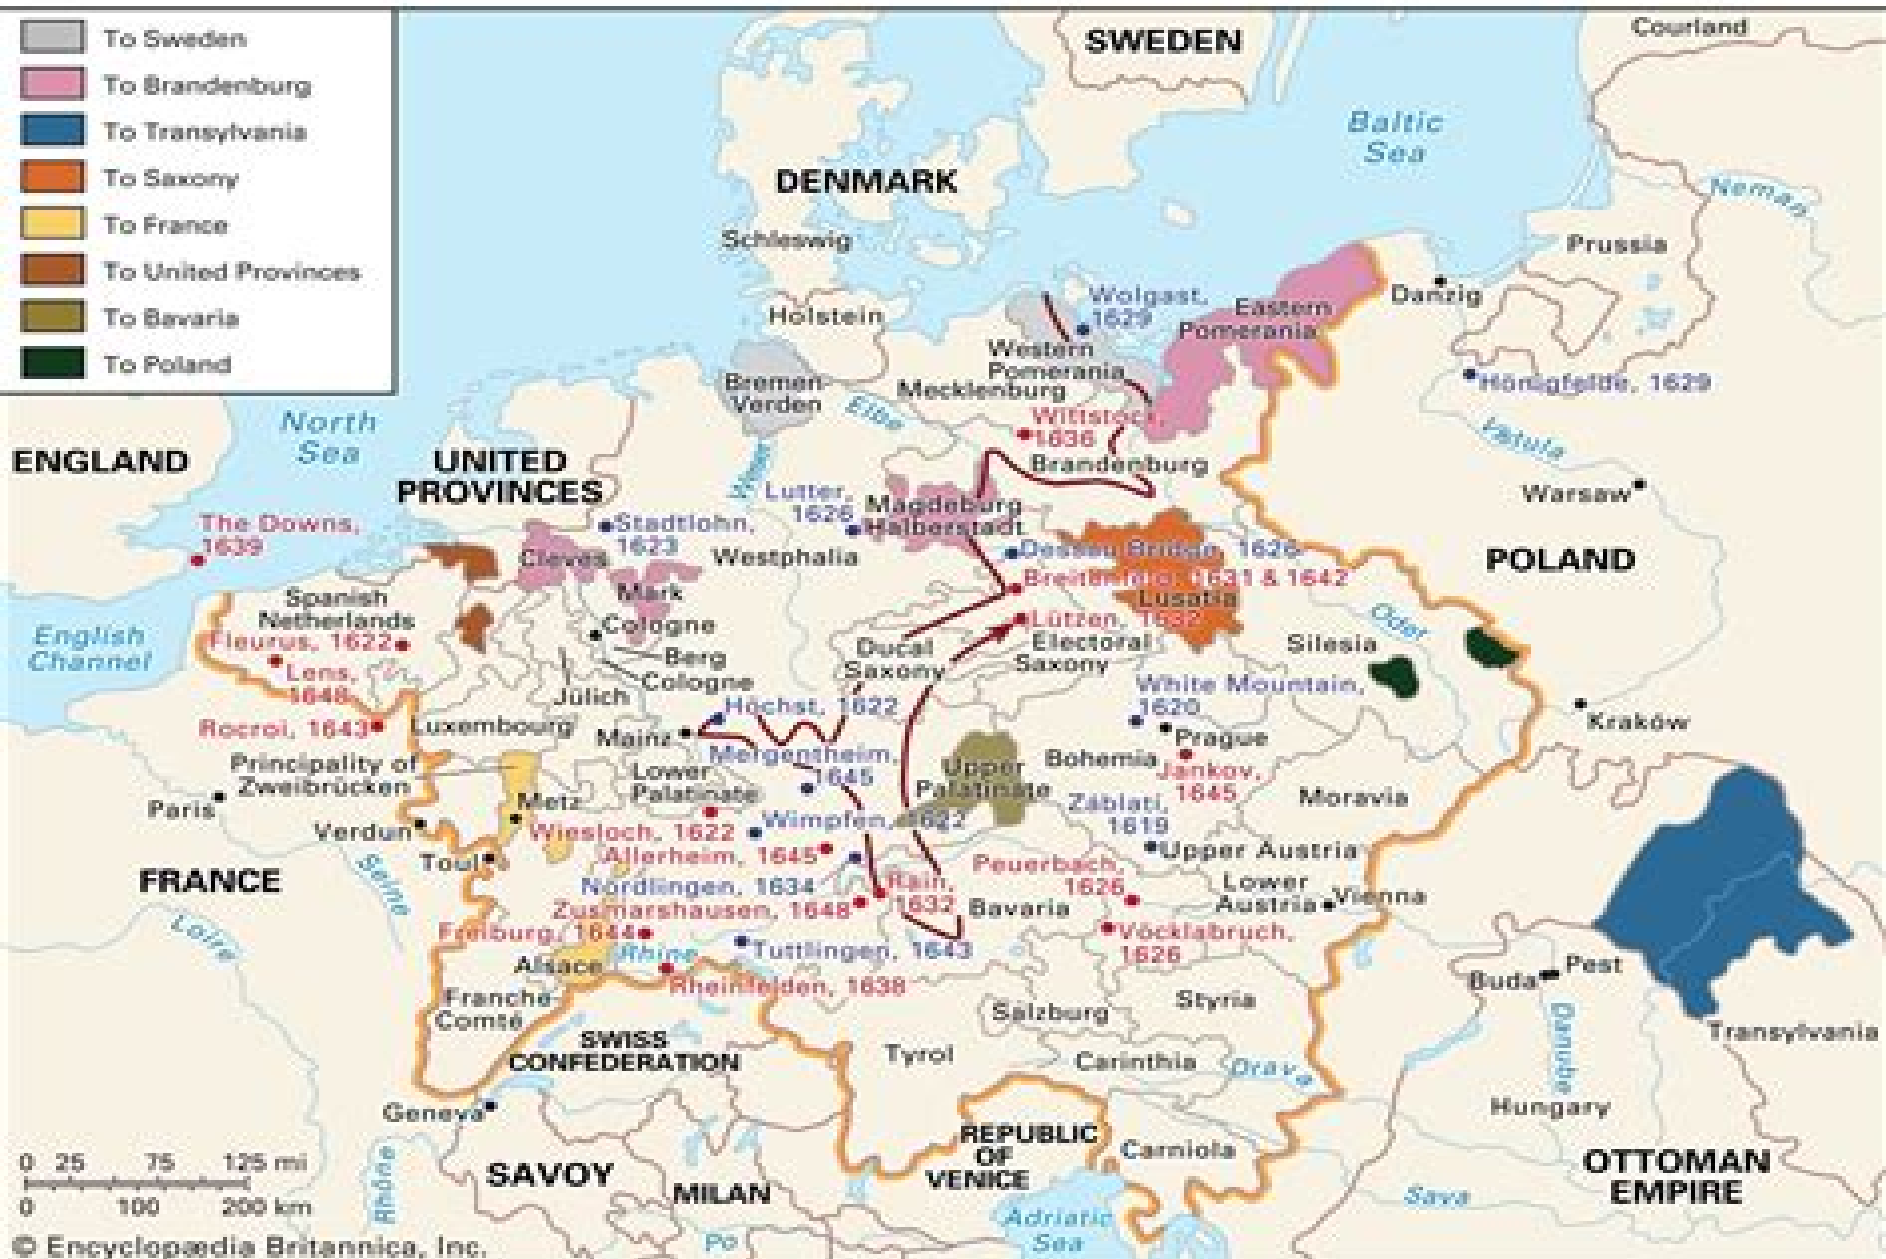 To Sweden
To Brandenburg
To Transylvania
To Saxony
To France
To United Provinces
To Bavaria
To Poland
SWEDEN
Courland
Baltic
Sea
Neman
DENMARK
Schleswig
Prussia
Holstein
Wolgast,
1629
Eastern
Pomerania
Danzig
Western
Pomerania
Bremen
Verden
Mecklenburg
Elbe
Hönigfelde, 1629
North
Sea
Wittstock,
1636
Vistula
ENGLAND
UNITED
PROVINCES
Weser
Brandenburg
Warsaw
Lutter,
1626
Magdeburg
Halberstadt
The Downs,
1639
Stadtlohn,
1623
Westphalia
Cleves
Dessau Bridge, 1626
POLAND
Breitenfeld, 1631 & 1642
Mark
Lusatia
Spanish
Netherlands
Cologne
Lützen, 1632
Oder
English
Channel
Fleurus, 1622
Ducal
Saxony
Electoral
Saxony
Silesia
Berg
Lens,
1648
Cologne
Jülich
White Mountain,
1620
Höchst, 1622
Rocroi, 1643
Luxembourg
Mainz
Prague
Kraków
Mergentheim,
1645
Bohemia
Principality of
Zweibrücken
Lower
Palatinate
Upper
Palatinate
Jankov,
1645
Moravia
Paris
Metz
Záblatí,
1619
Verdun
Wiesloch, 1622
Wimpfen, 1622
Toul
Allerheim, 1645
Upper Austria
Seine
Peuerbach,
1626
FRANCE
Nördlingen, 1634
Rain,
1632
Lower
Austria
Vienna
Zusmarshausen, 1648
Bavaria
Loire
Freiburg, 1644
Rhine
Tuttlingen, 1643
Vöcklabruck,
1626
Alsace
Pest
Buda
Rheinfelden, 1638
Franche
Comté
Salzburg
Styria
Danube
Transylvania
SWISS
CONFEDERATION
Tyrol
Carinthia
Drava
Geneva
Hungary
REPUBLIC
OF
VENICE
Carniola
OTTOMAN
EMPIRE
0 25 75 125 mi
0 100 200 km
Rhône
SAVOY
MILAN
Sava
Adriatic
Sea
Po
© Encyclopædia Britannica, Inc.